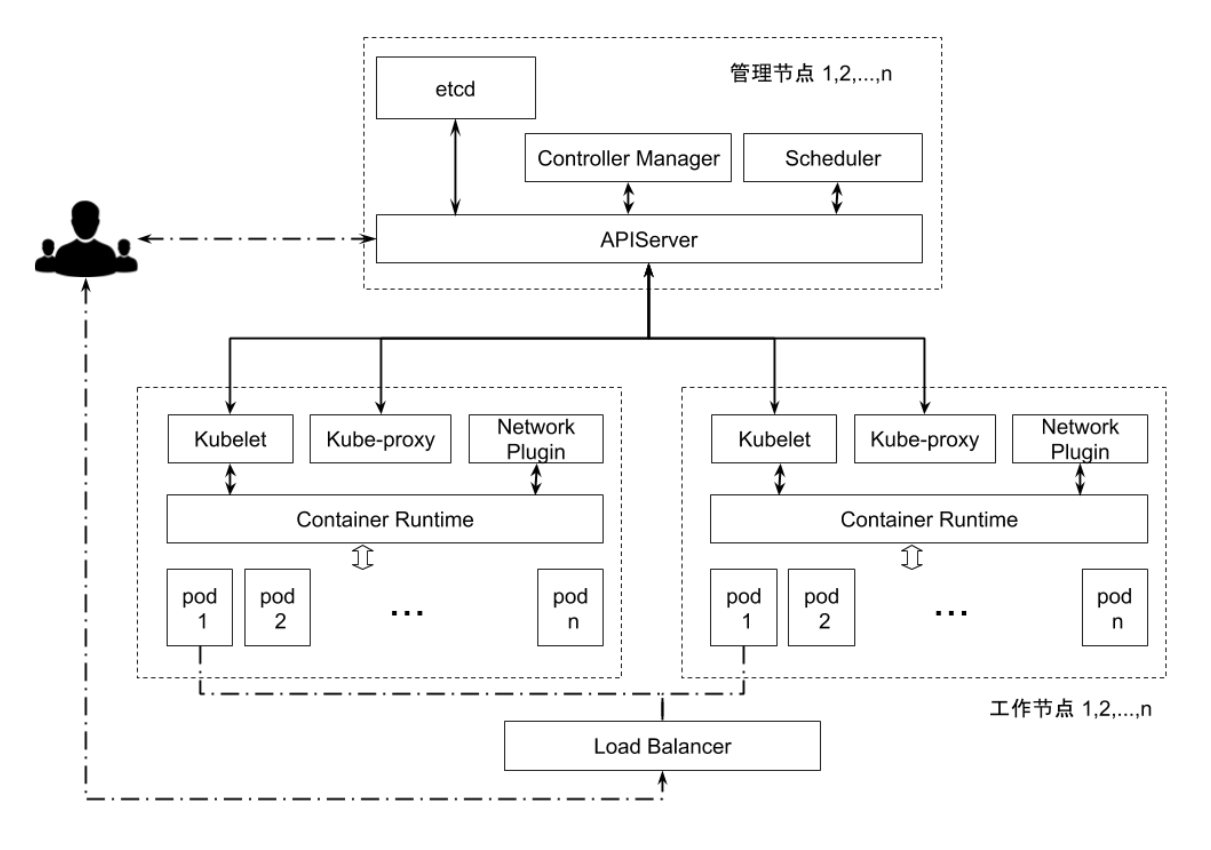 管理节点 1,2,...,n
etcd
Controller Manager
Scheduler
APIServer
Kubelet
Kube-proxy
Network
Plugin
Container Runtime
pod
1
pod
2
...
pod
n
Kubelet
Kube-proxy
Network
Plugin
Container Runtime
pod
1
pod
2
...
pod
n
工作节点 1,2,...,n
Load Balancer